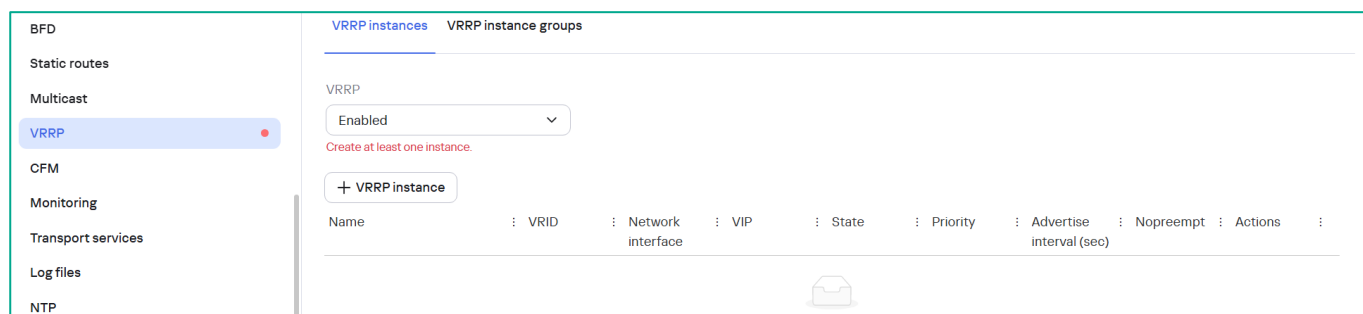 BFD
Static routes
Multicast
VRRP
CFM
Monitoring
Transport services
Log files
NTP
VRRP instances VRRP instance groups
VRRP
Enabled
Create at least one instance.
+ VRRP instance
Name VRID Network interface VIP State Priority Advertise interval (sec) Nopreempt Actions